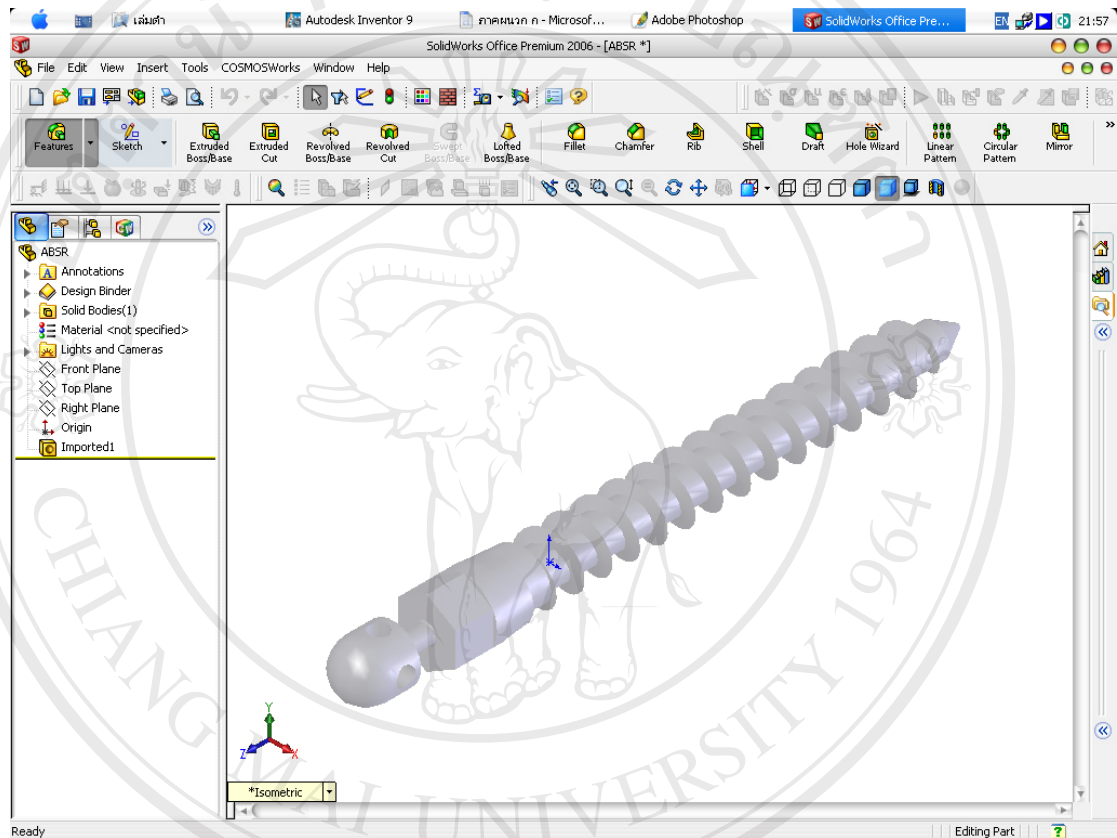 เล่มดำ Autodesk Inventor 9 ภาคผนวก ก - Microsof... Adobe Photoshop SolidWorks Office Pre... EN 21:57
SolidWorks Office Premium 2006 - [ABSR *]
File Edit View Insert Tools COSMOSWorks Window Help
Features Sketch Extruded Boss/Base Extruded Cut Revolved Boss/Base Revolved Cut Swept Boss/Base Lofted Boss/Base Fillet Chamfer Rib Shell Draft Hole Wizard Linear Pattern Circular Pattern Mirror »
ABSR
Annotations
Design Binder
Solid Bodies(1)
Material <not specified>
Lights and Cameras
Front Plane
Top Plane
Right Plane
Origin
Imported1
Y
Z X
*Isometric
CHIANG MAI UNIVERSITY 1964
Ready Editing Part